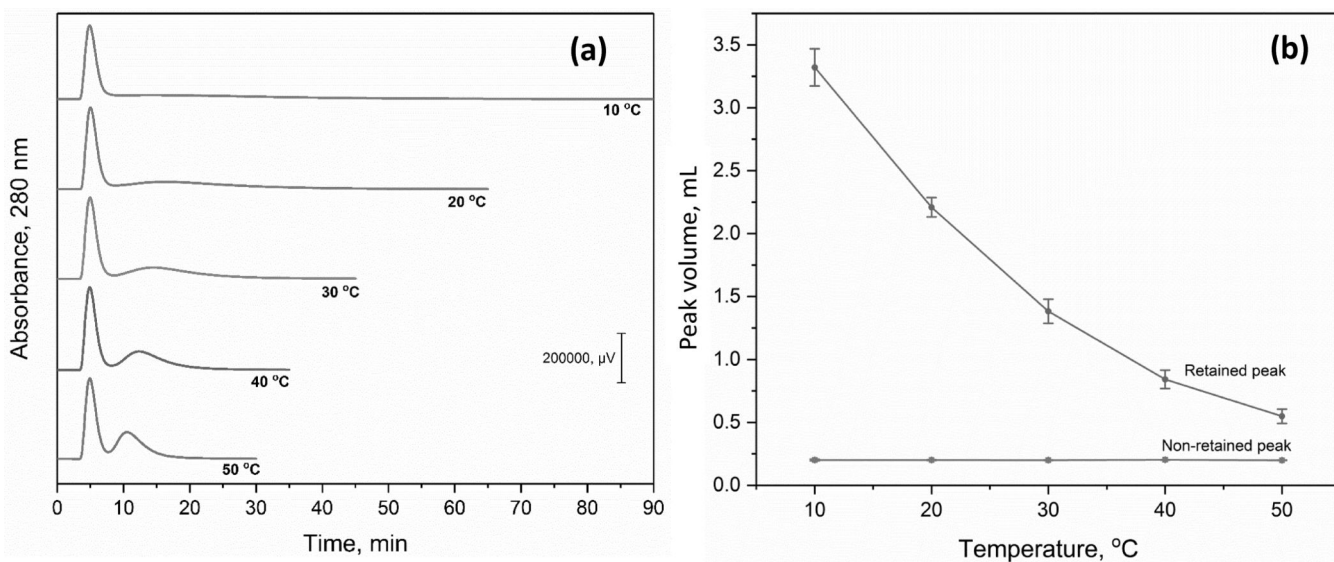 (a)
Absorbance, 280 nm
10 °C
20 °C
30 °C
200000, µV
40 °C
50 °C
0 10 20 30 40 50 60 70 80 90
Time, min
(b)
Peak volume, mL
3.5
3.0
2.5
2.0
1.5
1.0
0.5
0.0
Retained peak
Non-retained peak
10 20 30 40 50
Temperature, °C